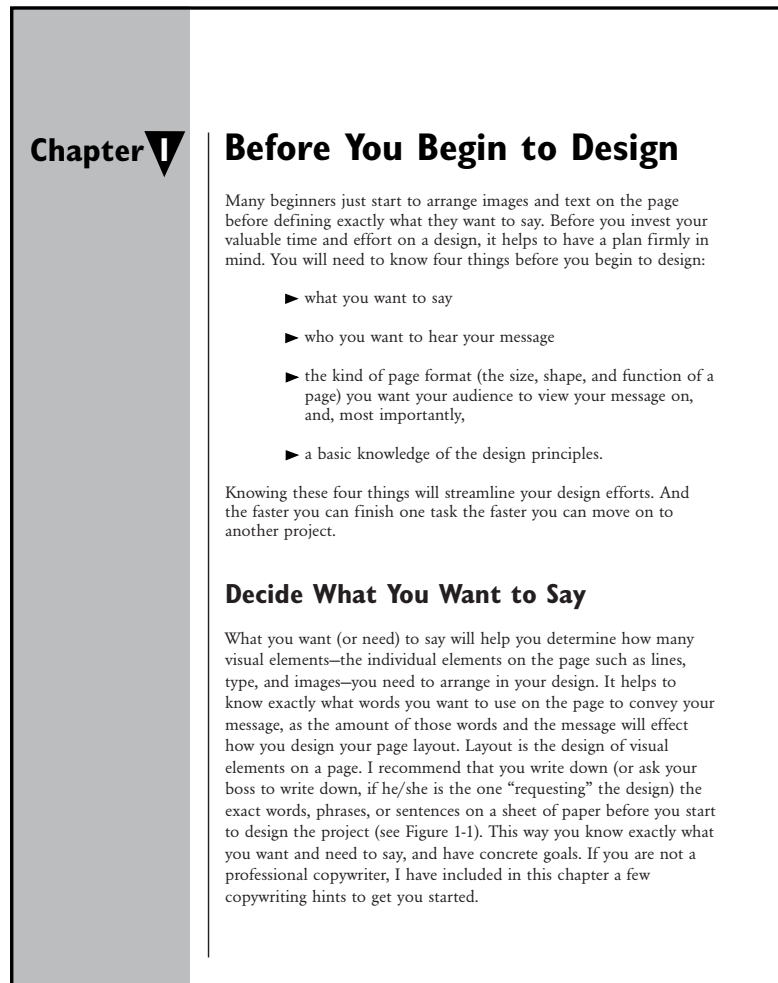 Chapter 1
Before You Begin to Design
Many beginners just start to arrange images and text on the page
before defining exactly what they want to say. Before you invest your
valuable time and effort on a design, it helps to have a plan firmly in
mind. You will need to know four things before you begin to design:
► what you want to say
► who you want to hear your message
► the kind of page format (the size, shape, and function of a
page) you want your audience to view your message on,
and, most importantly,
► a basic knowledge of the design principles.
Knowing these four things will streamline your design efforts. And
the faster you can finish one task the faster you can move on to
another project.
Decide What You Want to Say
What you want (or need) to say will help you determine how many
visual elements—the individual elements on the page such as lines,
type, and images—you need to arrange in your design. It helps to
know exactly what words you want to use on the page to convey your
message, as the amount of those words and the message will effect
how you design your page layout. Layout is the design of visual
elements on a page. I recommend that you write down (or ask your
boss to write down, if he/she is the one “requesting” the design) the
exact words, phrases, or sentences on a sheet of paper before you start
to design the project (see Figure 1-1). This way you know exactly what
you want and need to say, and have concrete goals. If you are not a
professional copywriter, I have included in this chapter a few
copywriting hints to get you started.